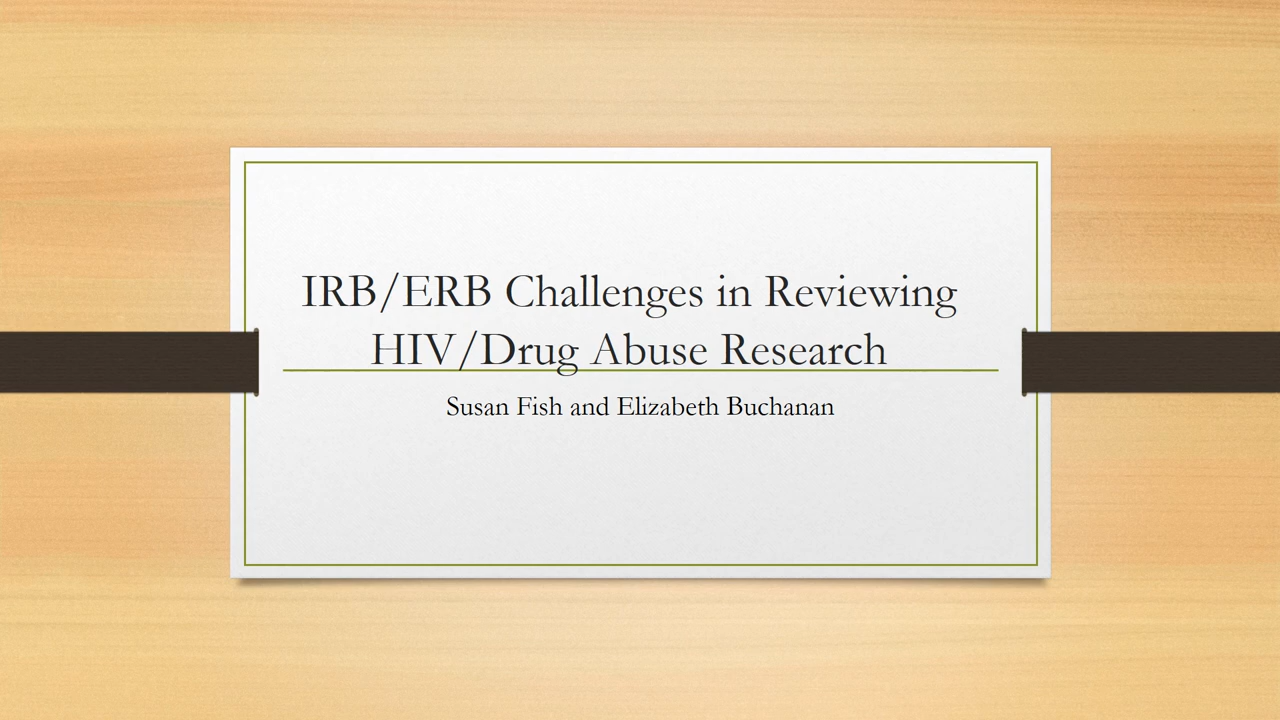 IRB/ERB Challenges in Reviewing
HIV/Drug Abuse Research
Susan Fish and Elizabeth Buchanan